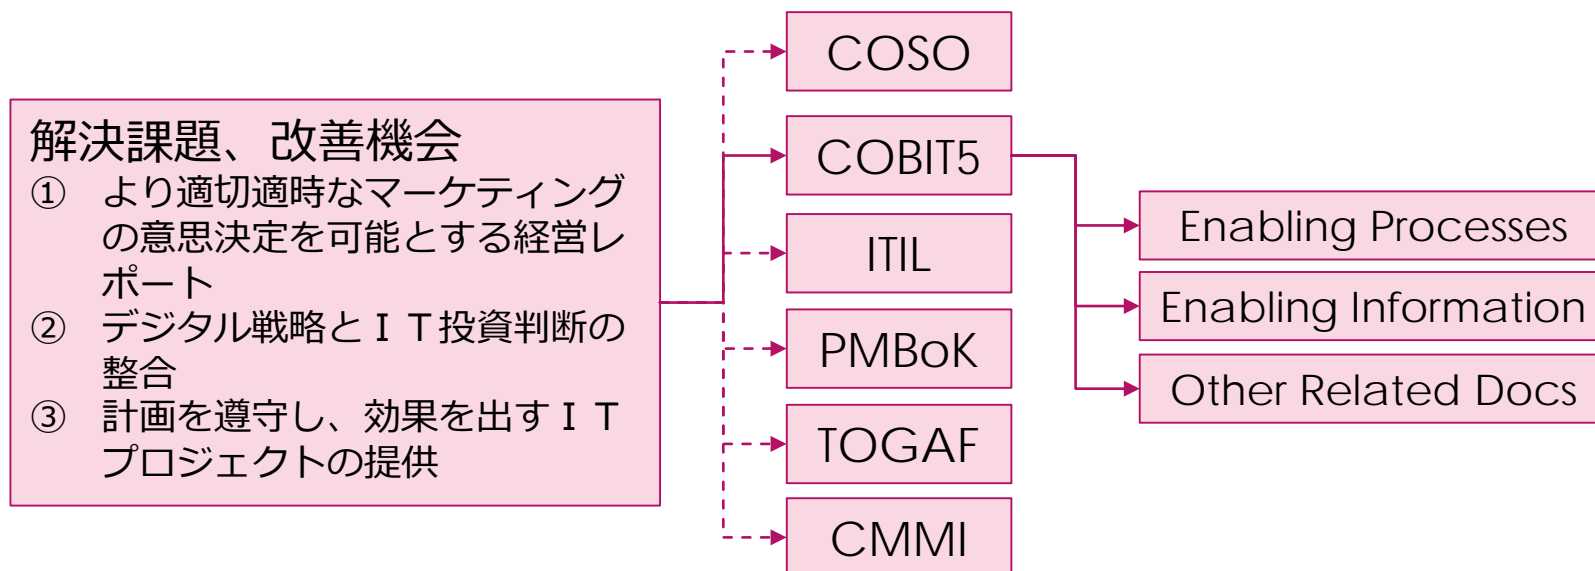 解決課題、改善機会
① より適切適時なマーケティング
の意思決定を可能とする経営レ
ポート
② デジタル戦略とＩＴ投資判断の
整合
③ 計画を遵守し、効果を出すＩＴ
プロジェクトの提供
COSO
COBIT5
ITIL
PMBoK
TOGAF
CMMI
Enabling Processes
Enabling Information
Other Related Docs